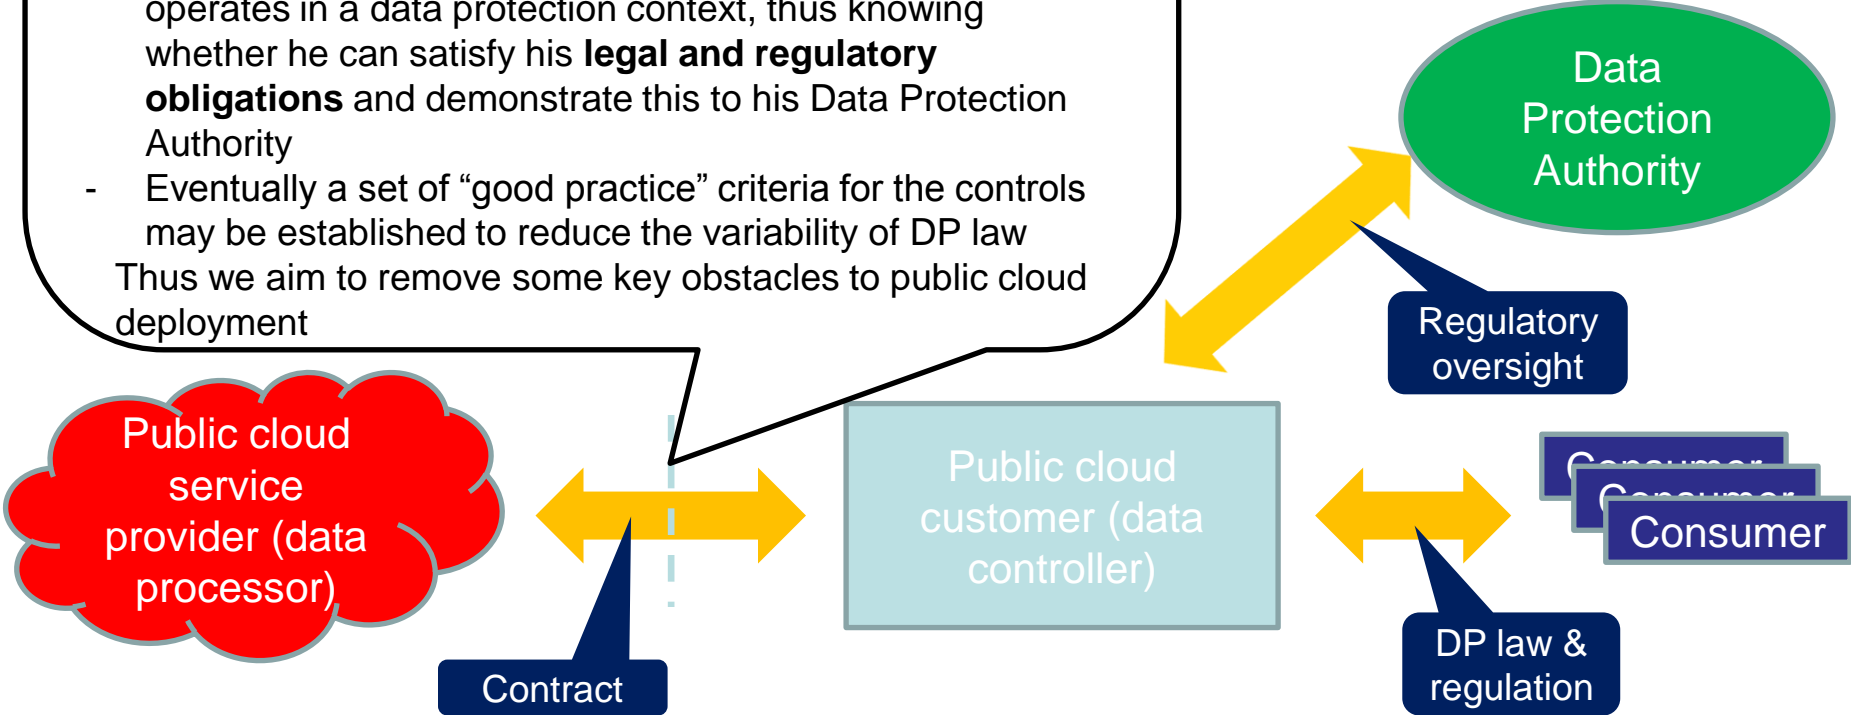 operates in a data protection context, thus knowing
whether he can satisfy his legal and regulatory
obligations and demonstrate this to his Data Protection
Authority
- Eventually a set of “good practice” criteria for the controls
may be established to reduce the variability of DP law
Thus we aim to remove some key obstacles to public cloud
deployment
Data
Protection
Authority
Regulatory
oversight
Public cloud
service
provider (data
processor)
Public cloud
customer (data
controller)
Consumer
Consumer
Consumer
Contract
DP law &
regulation